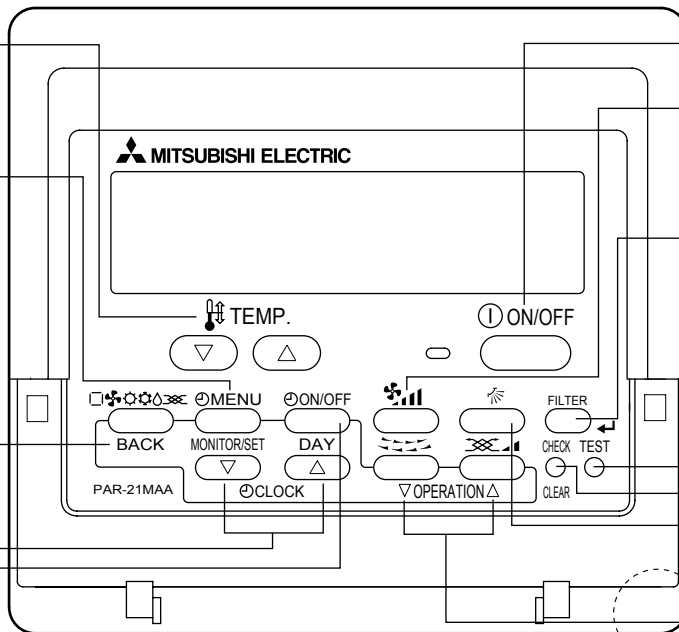 MITSUBISHI ELECTRIC
TEMP.
ON/OFF
MENU
ON/OFF
FILTER
BACK
MONITOR/SET
DAY
CHECK
TEST
PAR-21MAA
CLOCK
▽OPERATION△
CLEAR